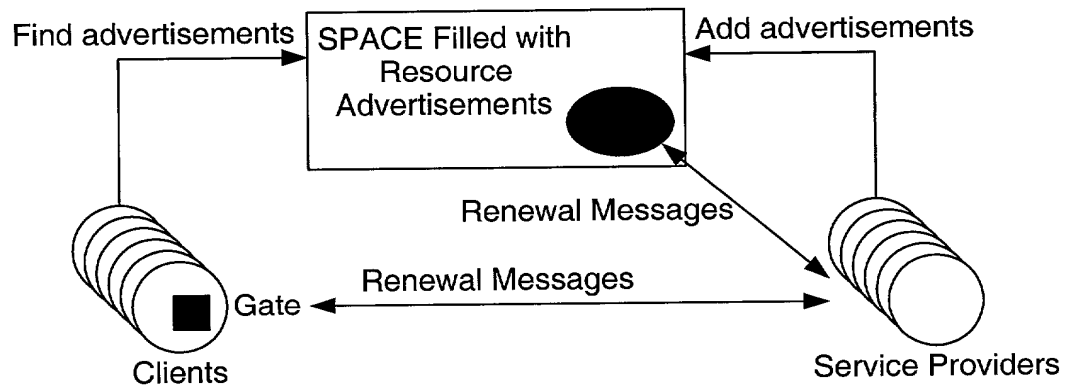 Find advertisements
SPACE Filled with
Resource
Advertisements
Add advertisements
Renewal Messages
Renewal Messages
Gate
Clients
Service Providers